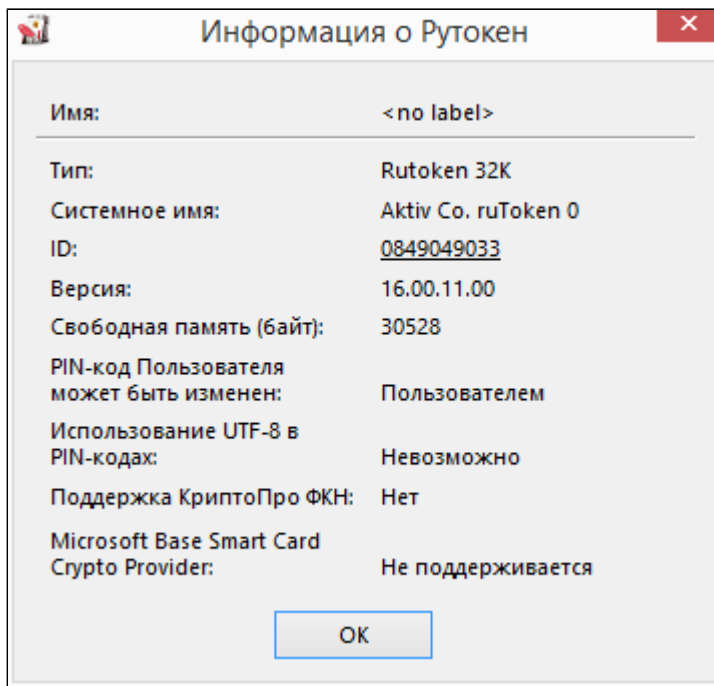 Информация о Рутокен
Имя: <no label>
Тип: Rutoken 32K
Системное имя: Aktiv Co. ruToken 0
ID: 0849049033
Версия: 16.00.11.00
Свободная память (байт): 30528
PIN-код Пользователя
может быть изменен: Пользователем
Использование UTF-8 в
PIN-кодах: Невозможно
Поддержка КриптоПро ФКН: Нет
Microsoft Base Smart Card
Crypto Provider: Не поддерживается
ОК